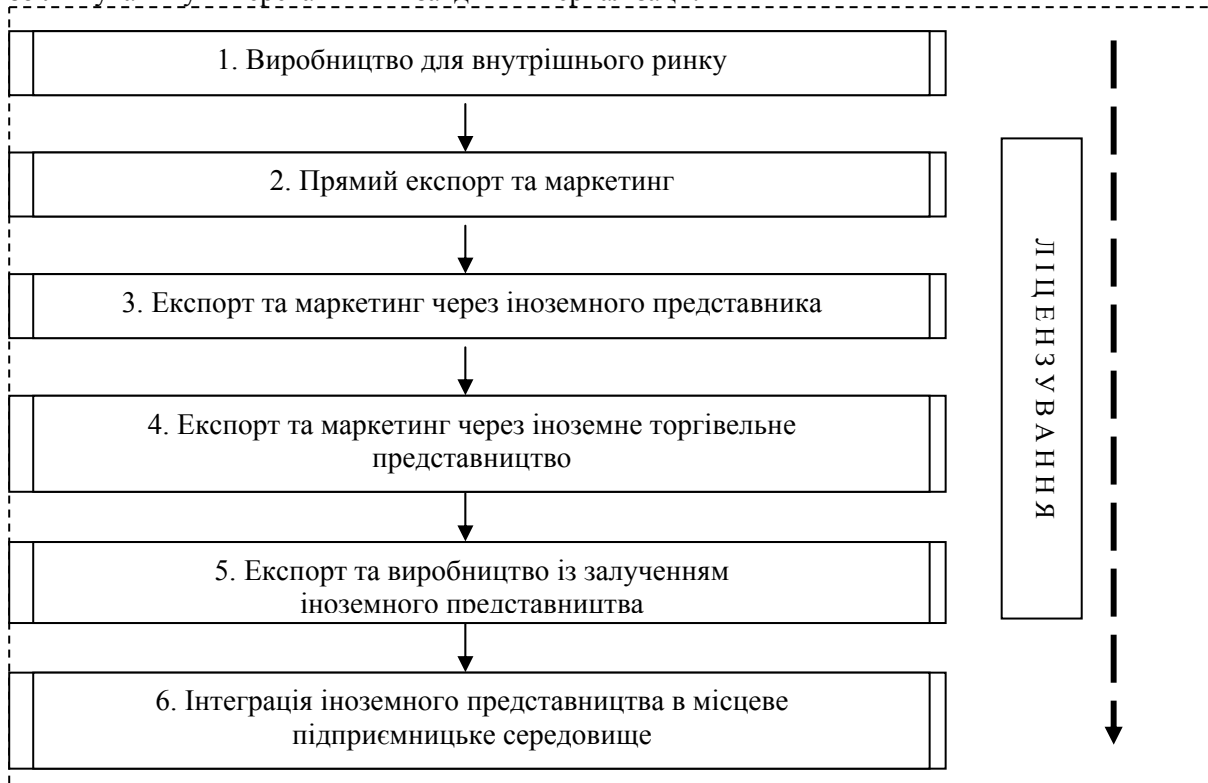 1. Виробництво для внутрішнього ринку
2. Прямий експорт та маркетинг
3. Експорт та маркетинг через іноземного представника
4. Експорт та маркетинг через іноземне торгівельне
представництво
5. Експорт та виробництво із залученням
іноземного представництва
6. Інтеграція іноземного представництва в місцеве
підприємницьке середовище
Л І Ц Е Н З У В А Н Н Я